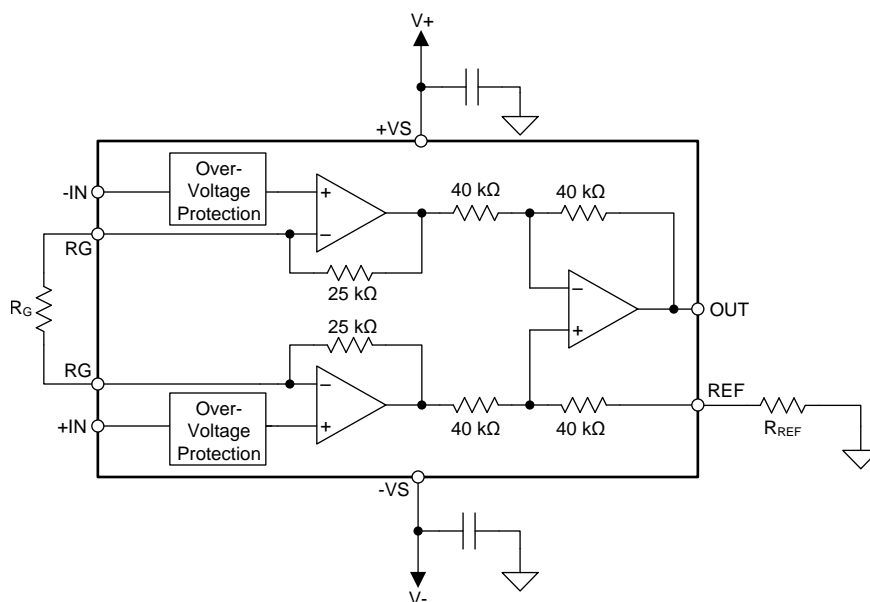 V+
+VS
-IN
Over-
Voltage
Protection
40 kΩ
40 kΩ
RG
25 kΩ
RG
25 kΩ
OUT
RG
REF
+IN
Over-
Voltage
Protection
40 kΩ
40 kΩ
RREF
-VS
V-